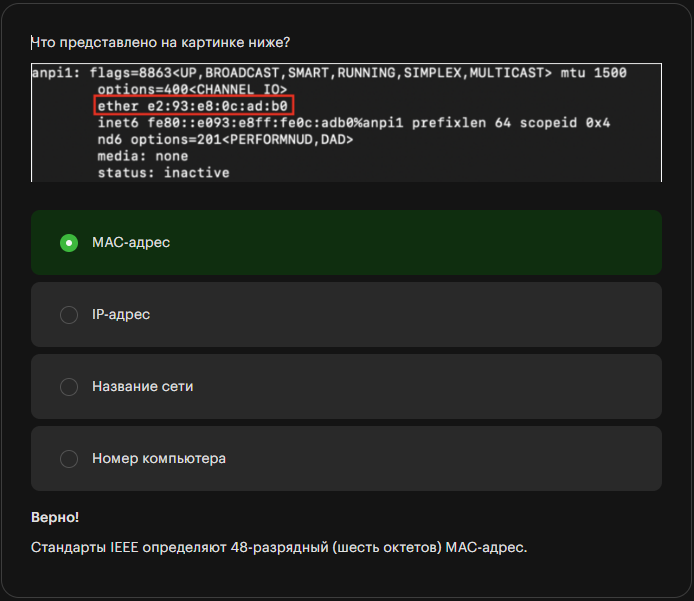 Что представлено на картинке ниже?
anpi1: flags=8863<UP,BROADCAST,SMART,RUNNING,SIMPLEX,MULTICAST> mtu 1500
options=400<CHANNEL_IO>
ether e2:93:e8:0c:ad:b0
inet6 fe80::e093:e8ff:fe0c:adb0%anpi1 prefixlen 64 scopeid 0x4
nd6 options=201<PERFORMNUD,DAD>
media: none
status: inactive
MAC-адрес
IP-адрес
Название сети
Номер компьютера
Верно!
Стандарты IEEE определяют 48-разрядный (шесть октетов) MAC-адрес.